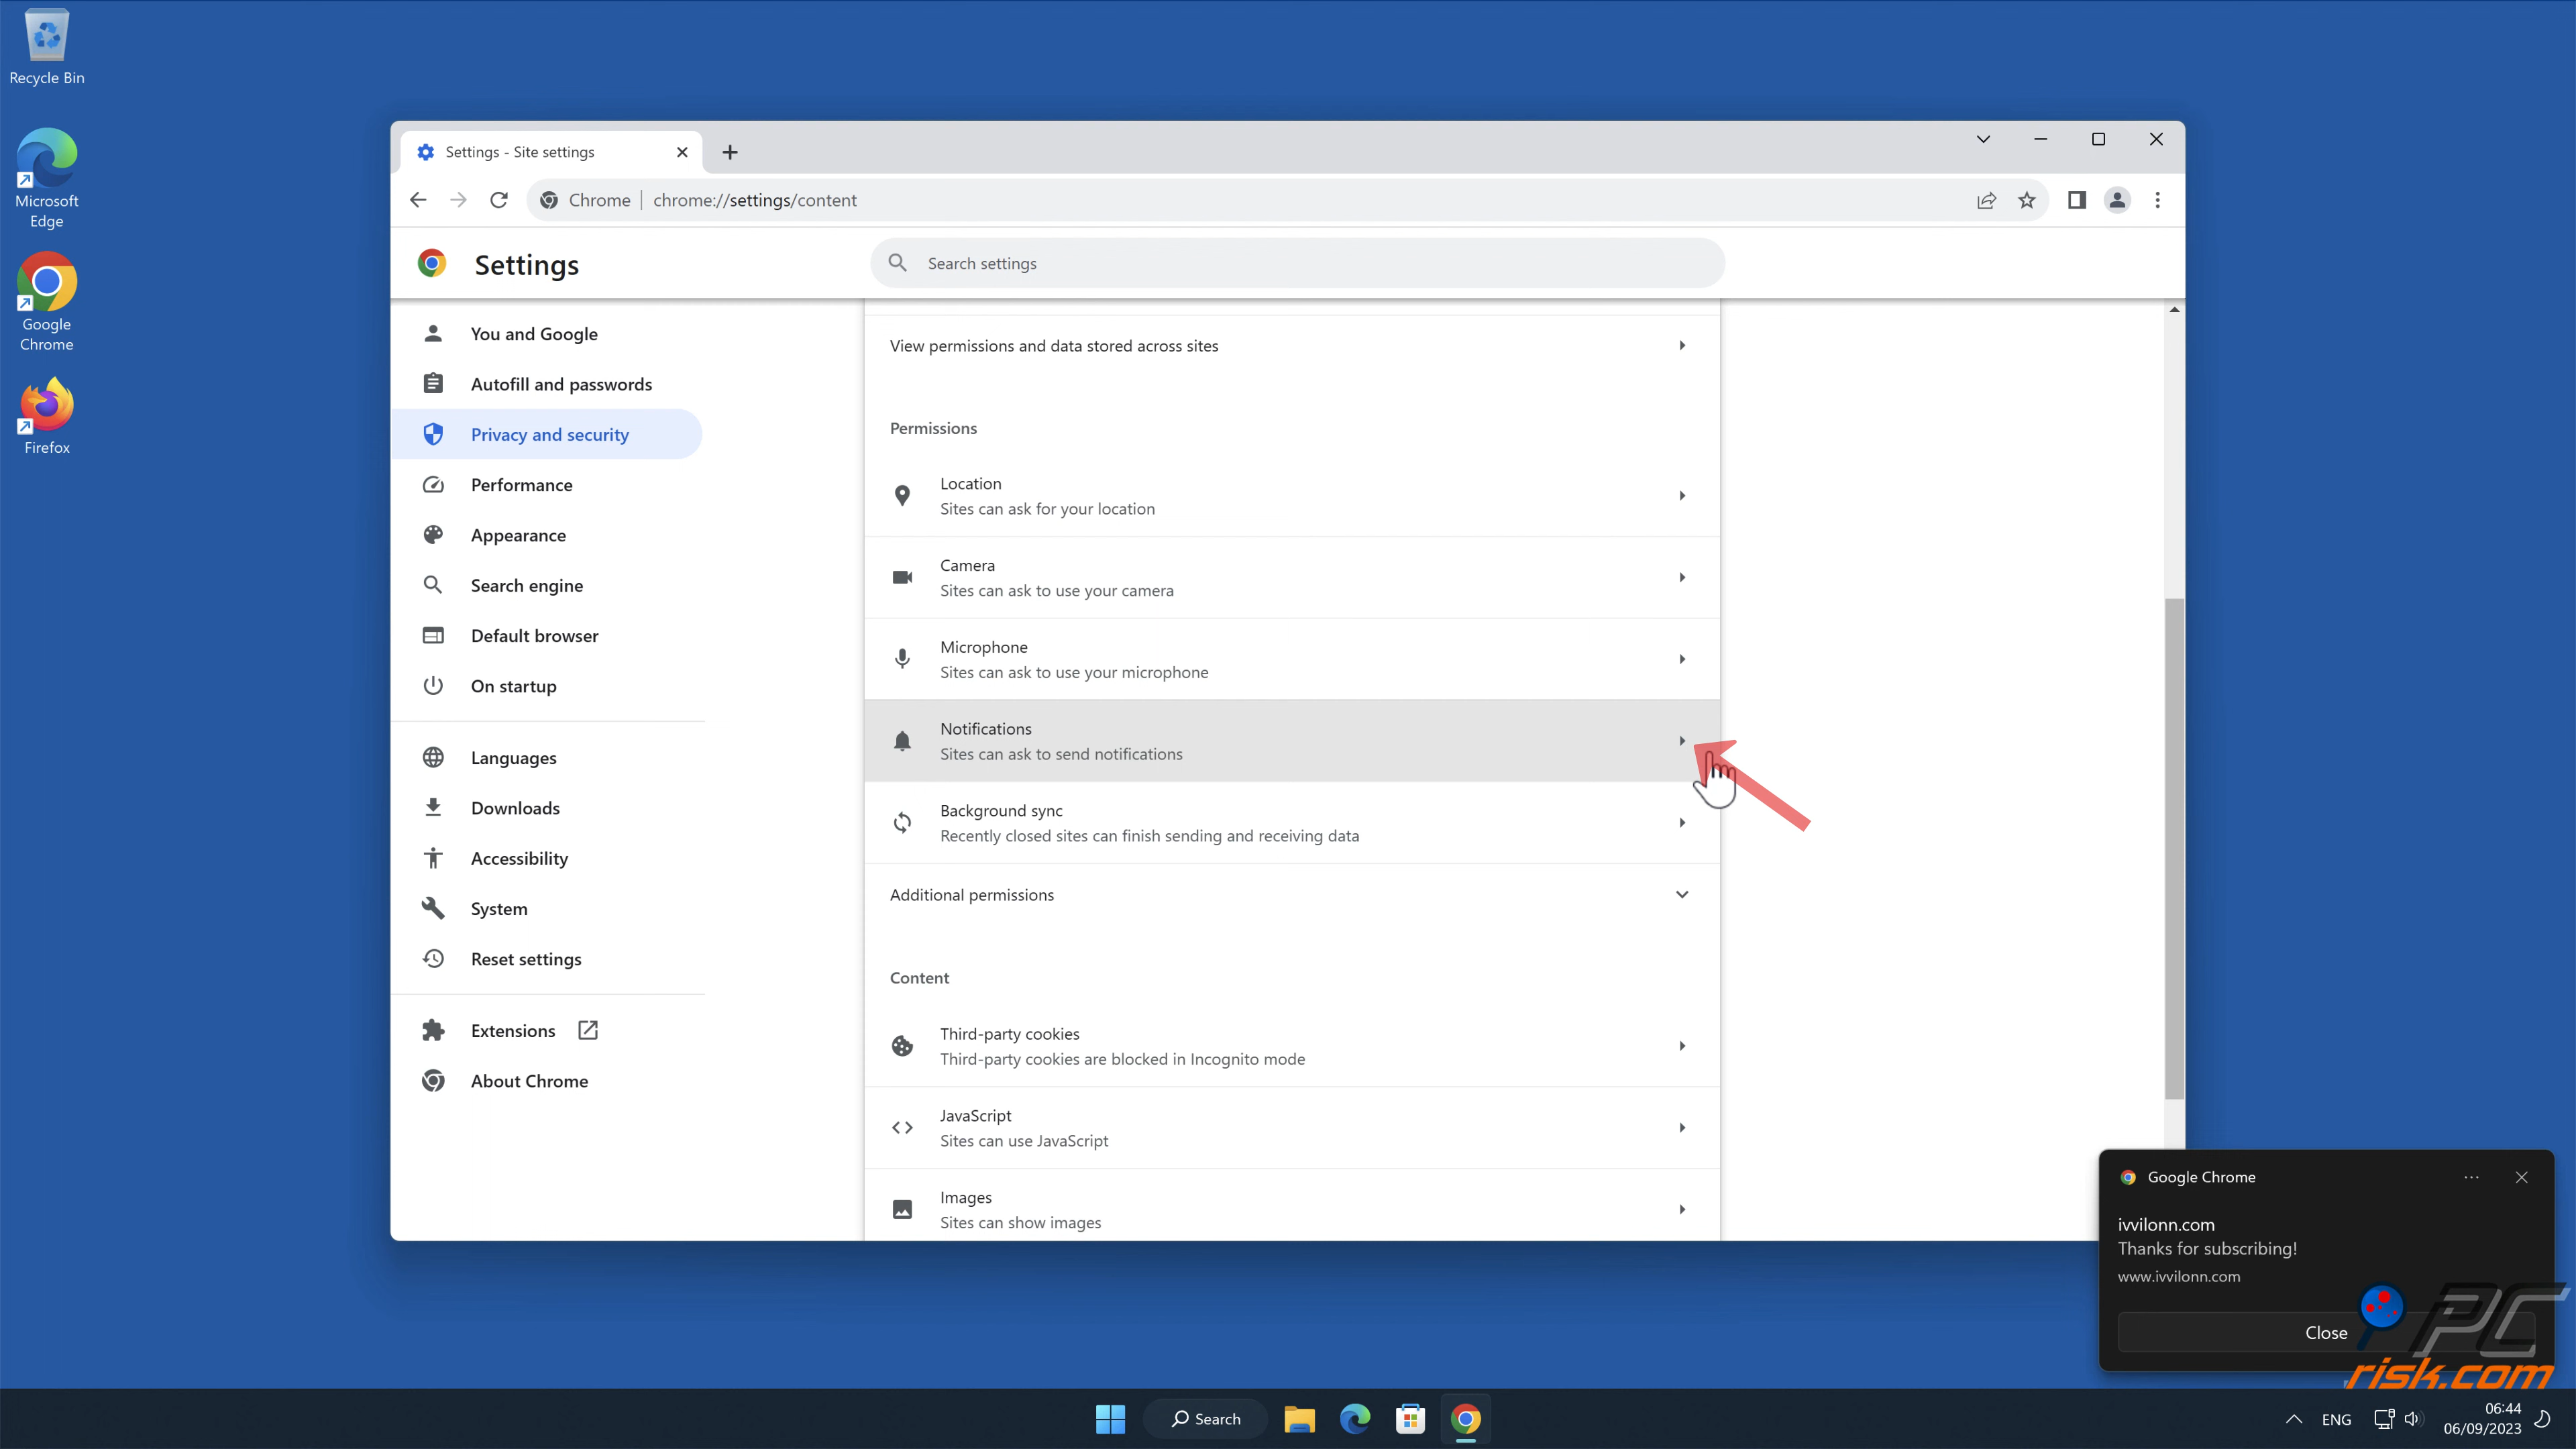 Recycle Bin
Microsoft
Edge
Google
Chrome
Firefox
Settings - Site settings
Chrome
chrome://settings/content
Settings
Search settings
You and Google
Autofill and passwords
Privacy and security
Performance
Appearance
Search engine
Default browser
On startup
Languages
Downloads
Accessibility
System
Reset settings
Extensions
About Chrome
View permissions and data stored across sites
Permissions
Location
Sites can ask for your location
Camera
Sites can ask to use your camera
Microphone
Sites can ask to use your microphone
Notifications
Sites can ask to send notifications
Background sync
Recently closed sites can finish sending and receiving data
Additional permissions
Content
Third-party cookies
Third-party cookies are blocked in Incognito mode
JavaScript
Sites can use JavaScript
Images
Sites can show images
Google Chrome
ivvilonn.com
Thanks for subscribing!
www.ivvilonn.com
Close
PC
risk.com
Search
ENG
06:44
06/09/2023